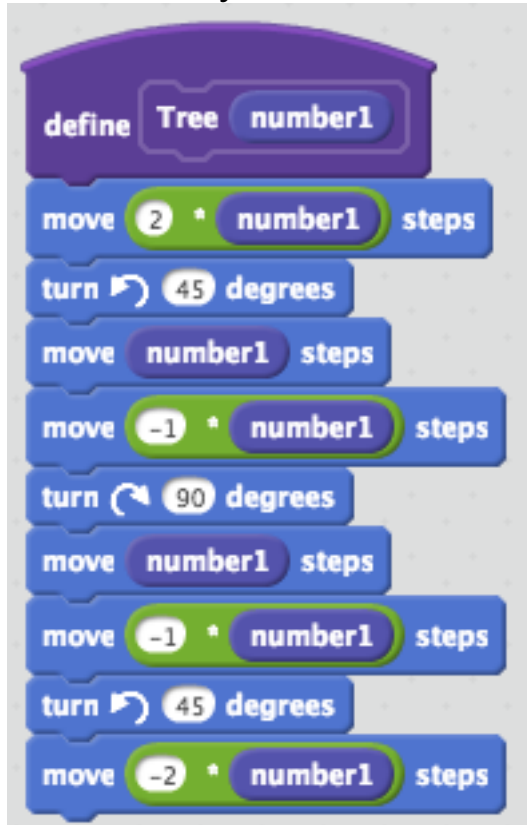 define Tree number1
move 2 * number1 steps
turn 45 degrees
move number1 steps
move -1 * number1 steps
turn 90 degrees
move number1 steps
move -1 * number1 steps
turn 45 degrees
move -2 * number1 steps